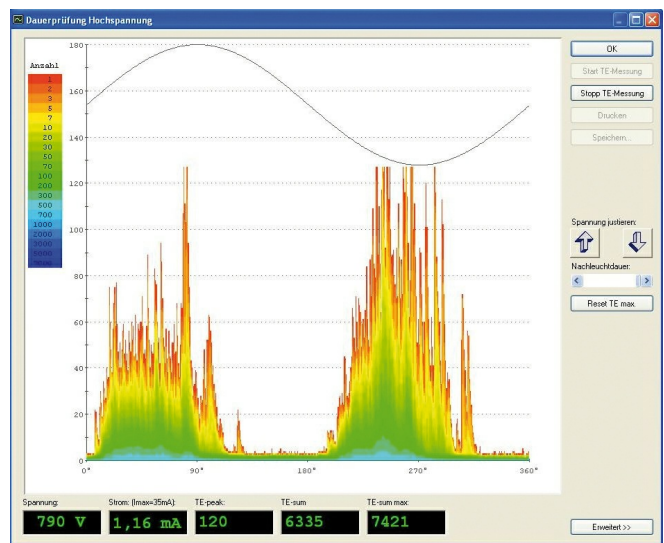 Dauerprüfung Hochspannung
OK
Start TE-Messung
Stopp TE-Messung
Drucken
Speichern...
Spannung justieren:
Nachleuchtdauer:
Reset TE max.
Erweitert >>
Anzahl
1
2
3
5
7
10
20
30
50
70
100
200
300
500
700
1000
2000
3000
5000
180
160
140
120
100
80
60
40
20
0
0°
90°
180°
270°
360°
Spannung:
790 V
Strom: (Imax=35mA):
1,16 mA
TE-peak:
120
TE-sum
6335
TE-sum max:
7421